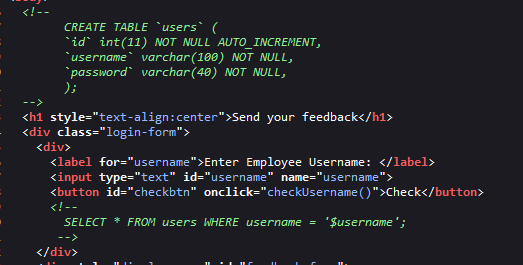 <!--
CREATE TABLE `users` (
`id` int(11) NOT NULL AUTO_INCREMENT,
`username` varchar(100) NOT NULL,
`password` varchar(40) NOT NULL,
);
-->
<h1 style="text-align:center">Send your feedback</h1>
<div class="login-form">
<div>
<label for="username">Enter Employee Username: </label>
<input type="text" id="username" name="username">
<button id="checkbtn" onclick="checkUsername()">Check</button>
<!--
SELECT * FROM users WHERE username = '$username';
-->
</div>